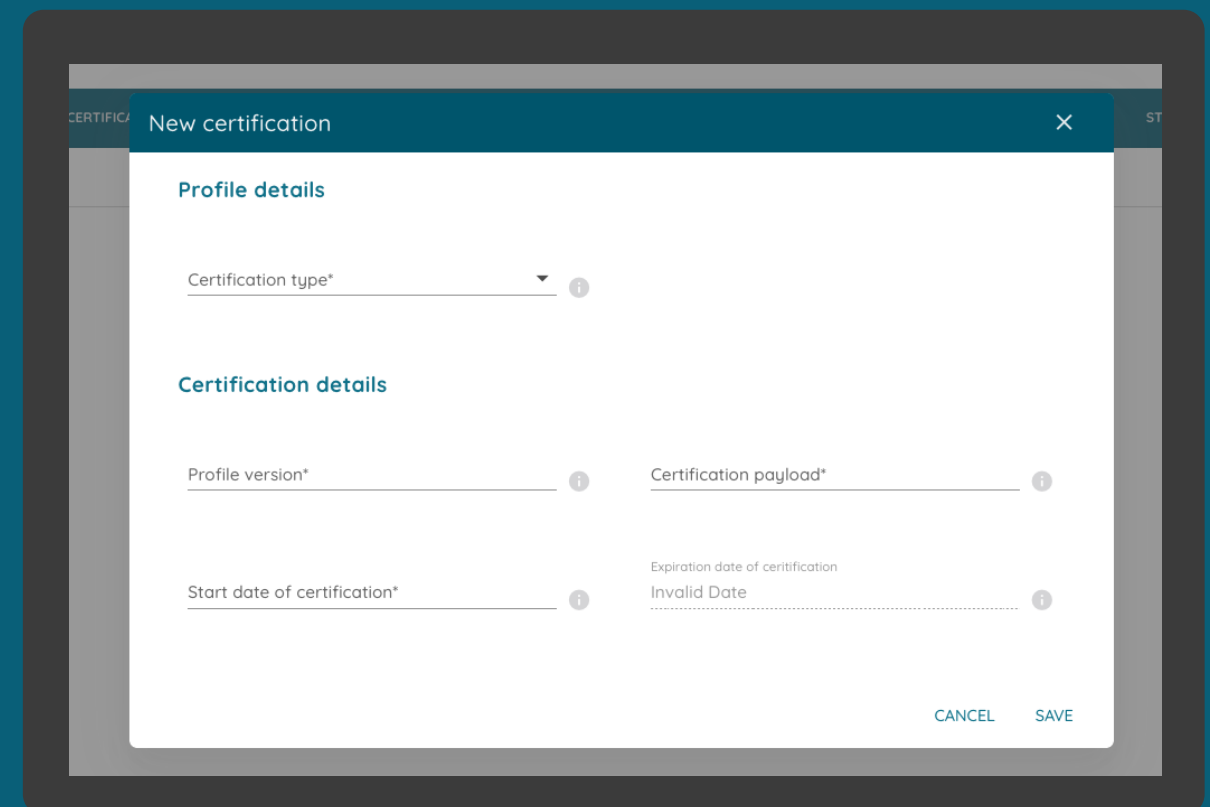 CERTIFICA
New certification
ST
Profile details
Certification type*
Certification details
Profile version*
Certification payload*
Expiration date of ceritification
Start date of certification*
Invalid Date
CANCEL
SAVE